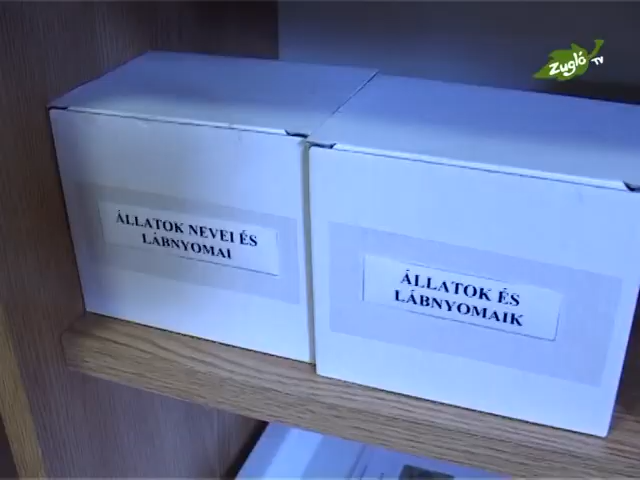 Zugló TV
ÁLLATOK NEVEI ÉS
LÁBNYOMAI
ÁLLATOK ÉS
LÁBNYOMAIK